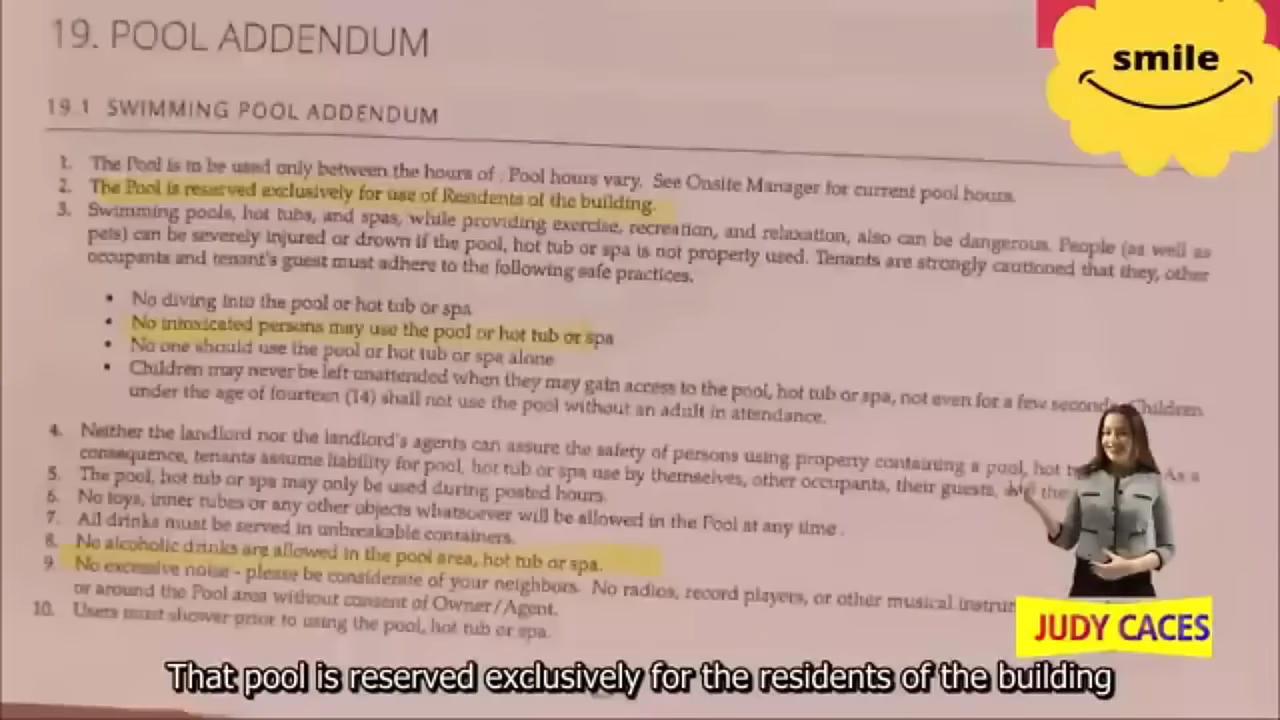 19. POOL ADDENDUM
smile
19.1 SWIMMING POOL ADDENDUM
1. The Pool is to be used only between the hours of : Pool hours vary. See Onsite Manager for current pool hours.
2. The Pool is reserved exclusively for use of Residents of the building.
3. Swimming pools, hot tubs, and spas, while providing exercise, recreation, and relaxation, also can be dangerous. People (as well as
pets) can be severely injured or drown if the pool, hot tub or spa is not properly used. Tenants are strongly cautioned that they, other
occupants and tenant's guest must adhere to the following safe practices.
• No diving into the pool or hot tub or spa
• No intoxicated persons may use the pool or hot tub or spa
• No one should use the pool or hot tub or spa alone
• Children may never be left unattended when they may gain access to the pool, hot tub or spa, not even for a few seconds. Children
under the age of fourteen (14) shall not use the pool without an adult in attendance.
4. Neither the landlord nor the landlord's agents can assure the safety of persons using property containing a pool, hot As a
consequence, tenants assume liability for pool, hot tub or spa use by themselves, other occupants, their guests, the
5. The pool, hot tub or spa may only be used during posted hours.
6. No toys, inner tubes or any other objects whatsoever will be allowed in the Pool at any time .
7. All drinks must be served in unbreakable containers.
8. No alcoholic drinks are allowed in the pool area, hot tub or spa.
9. No excessive noise - please be considerate of your neighbors. No radios, record players, or other musical
or around the Pool area without consent of Owner/Agent.
10. Users must shower prior to using the pool, hot tub or spa.
JUDY CACES
That pool is reserved exclusively for the residents of the building